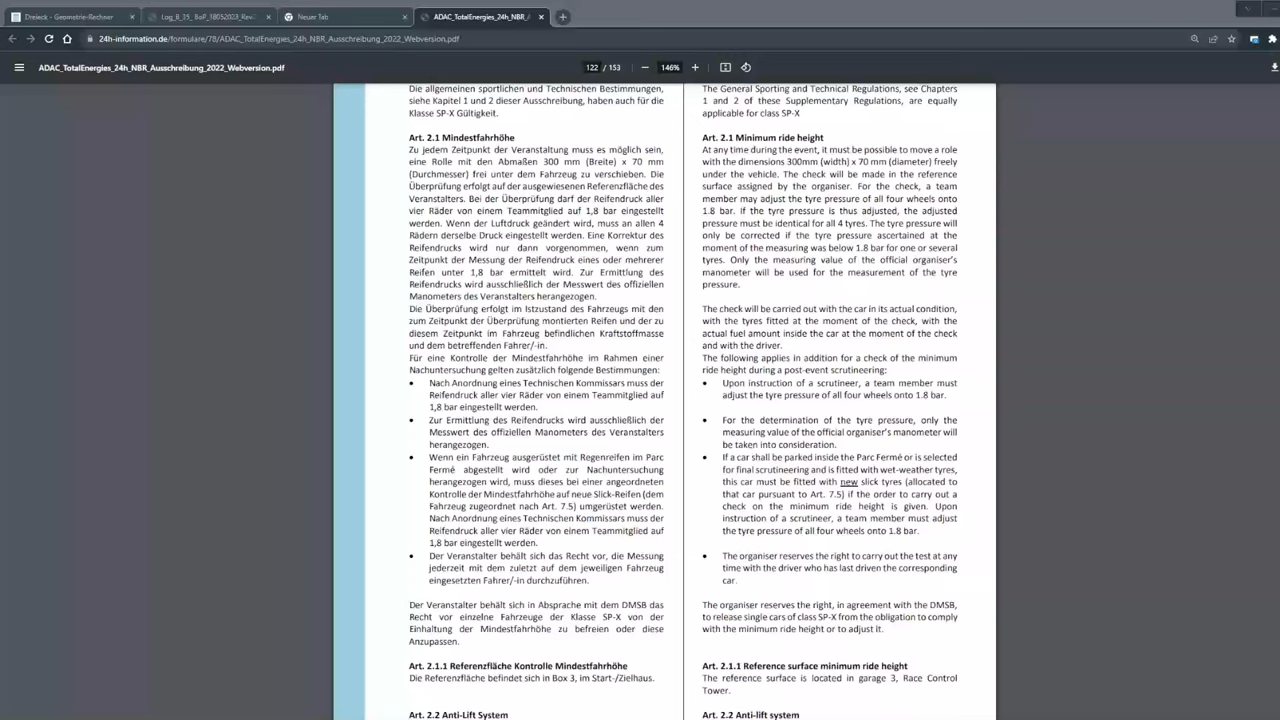 Dreieck - Geometrie-Rechner
Log_8_15_ BoP_18052023_Rev
Neuer Tab
ADAC_TotalEnergies_24h_NBR_A
24h-information.de/formulare/78/ADAC_TotalEnergies_24h_NBR_Ausschreibung_2022_Webversion.pdf
ADAC_TotalEnergies_24h_NBR_Ausschreibung_2022_Webversion.pdf
122 / 153
146%
Die allgemeinen sportlichen und Technischen Bestimmungen,
siehe Kapitel 1 und 2 dieser Ausschreibung, haben auch für die
Klasse SP-X Gültigkeit.
Art. 2.1 Mindestfahrhöhe
Zu jedem Zeitpunkt der Veranstaltung muss es möglich sein,
eine Rolle mit den Abmaßen 300 mm (Breite) x 70 mm
(Durchmesser) frei unter dem Fahrzeug zu verschieben. Die
Überprüfung erfolgt auf der ausgewiesenen Referenzfläche des
Veranstalters. Bei der Überprüfung darf der Reifendruck aller
vier Räder von einem Teammitglied auf 1,8 bar eingestellt
werden. Wenn der Luftdruck geändert wird, muss an allen 4
Rädern derselbe Druck eingestellt werden. Eine Korrektur des
Reifendrucks wird nur dann vorgenommen, wenn zum
Zeitpunkt der Messung der Reifendruck eines oder mehrerer
Reifen unter 1,8 bar ermittelt wird. Zur Ermittlung des
Reifendrucks wird ausschließlich der Messwert des offiziellen
Manometers des Veranstalters herangezogen.
Die Überprüfung erfolgt im Istzustand des Fahrzeugs mit den
zum Zeitpunkt der Überprüfung montierten Reifen und der zu
diesem Zeitpunkt im Fahrzeug befindlichen Kraftstoffmasse
und dem betreffenden Fahrer/-in.
Für eine Kontrolle der Mindestfahrhöhe im Rahmen einer
Nachuntersuchung gelten zusätzlich folgende Bestimmungen:
• Nach Anordnung eines Technischen Kommissars muss der
Reifendruck aller vier Räder von einem Teammitglied auf
1,8 bar eingestellt werden.
• Zur Ermittlung des Reifendrucks wird ausschließlich der
Messwert des offiziellen Manometers des Veranstalters
herangezogen.
• Wenn ein Fahrzeug ausgerüstet mit Regenreifen im Parc
Fermé abgestellt wird oder zur Nachuntersuchung
herangezogen wird, muss dieses bei einer angeordneten
Kontrolle der Mindestfahrhöhe auf neue Slick-Reifen (dem
Fahrzeug zugeordnet nach Art. 7.5) umgerüstet werden.
Nach Anordnung eines Technischen Kommissars muss der
Reifendruck aller vier Räder von einem Teammitglied auf
1,8 bar eingestellt werden.
• Der Veranstalter behält sich das Recht vor, die Messung
jederzeit mit dem zuletzt auf dem jeweiligen Fahrzeug
eingesetzten Fahrer/-in durchzuführen.
Der Veranstalter behält sich in Absprache mit dem DMSB das
Recht vor einzelne Fahrzeuge der Klasse SP-X von der
Einhaltung der Mindestfahrhöhe zu befreien oder diese
Anzupassen.
Art. 2.1.1 Referenzfläche Kontrolle Mindestfahrhöhe
Die Referenzfläche befindet sich in Box 3, im Start-/Zielhaus.
Art. 2.2 Anti-Lift System
The General Sporting and Technical Regulations, see Chapters
1 and 2 of these Supplementary Regulations, are equally
applicable for class SP-X
Art. 2.1 Minimum ride height
At any time during the event, it must be possible to move a role
with the dimensions 300mm (width) x 70 mm (diameter) freely
under the vehicle. The check will be made in the reference
surface assigned by the organiser. For the check, a team
member may adjust the tyre pressure of all four wheels onto
1.8 bar. If the tyre pressure is thus adjusted, the adjusted
pressure must be identical for all 4 tyres. The tyre pressure will
only be corrected if the tyre pressure ascertained at the
moment of the measuring was below 1.8 bar for one or several
tyres. Only the measuring value of the official organiser's
manometer will be used for the measurement of the tyre
pressure.
The check will be carried out with the car in its actual condition,
with the tyres fitted at the moment of the check, with the
actual fuel amount inside the car at the moment of the check
and with the driver.
The following applies in addition for a check of the minimum
ride height during a post-event scrutineering:
• Upon instruction of a scrutineer, a team member must
adjust the tyre pressure of all four wheels onto 1.8 bar.
• For the determination of the tyre pressure, only the
measuring value of the official organiser's manometer will
be taken into consideration.
• If a car shall be parked inside the Parc Fermé or is selected
for final scrutineering and is fitted with wet-weather tyres,
this car must be fitted with new slick tyres (allocated to
that car pursuant to Art. 7.5) if the order to carry out a
check on the minimum ride height is given. Upon
instruction of a scrutineer, a team member must adjust
the tyre pressure of all four wheels onto 1.8 bar.
• The organiser reserves the right to carry out the test at any
time with the driver who has last driven the corresponding
car.
The organiser reserves the right, in agreement with the DMSB,
to release single cars of class SP-X from the obligation to comply
with the minimum ride height or to adjust it.
Art. 2.1.1 Reference surface minimum ride height
The reference surface is located in garage 3, Race Control
Tower.
Art. 2.2 Anti-lift system